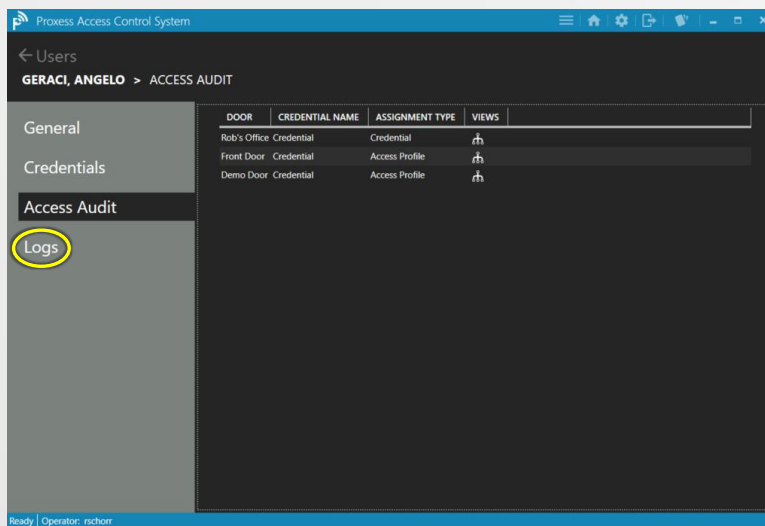 Proxess Access Control System
Users
GERACI, ANGELO > ACCESS AUDIT
General
Credentials
Access Audit
Logs
DOOR CREDENTIAL NAME ASSIGNMENT TYPE VIEWS
Rob's Office Credential Credential
Front Door Credential Access Profile
Demo Door Credential Access Profile
Ready Operator: rschorr